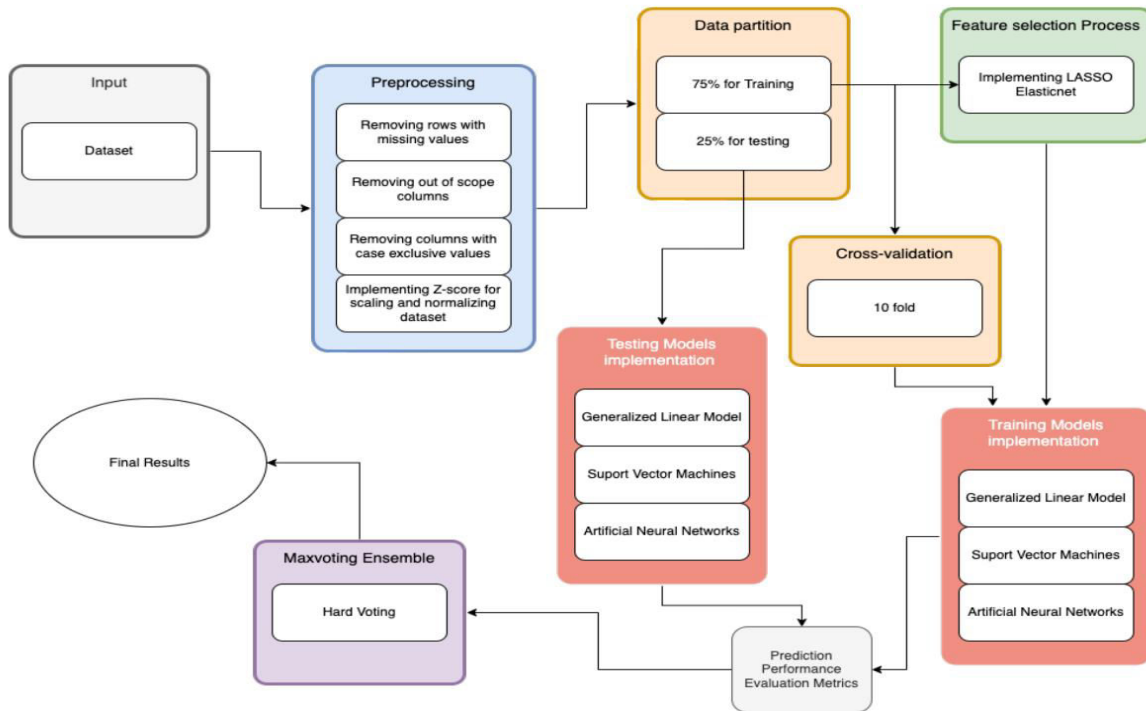 Input
Dataset
Preprocessing
Removing rows with
missing values
Removing out of scope
columns
Removing columns with
case exclusive values
Implementing Z-score for
scaling and normalizing
dataset
Data partition
75% for Training
25% for testing
Feature selection Process
Implementing LASSO
Elasticnet
Cross-validation
10 fold
Testing Models
implementation
Generalized Linear Model
Suport Vector Machines
Artificial Neural Networks
Training Models
implementation
Generalized Linear Model
Suport Vector Machines
Artificial Neural Networks
Prediction
Performance
Evaluation Metrics
Maxvoting Ensemble
Hard Voting
Final Results